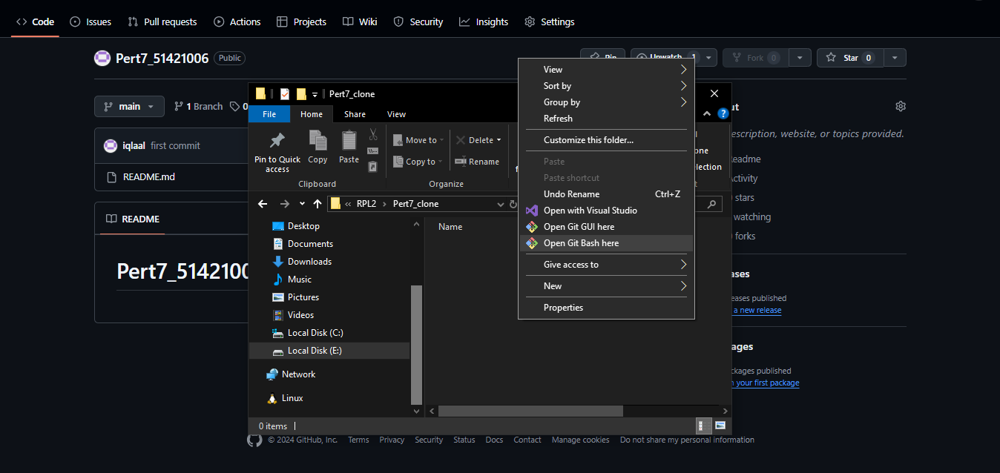 Code Issues Pull requests Actions Projects Wiki Security Insights Settings
Pert7_51421006 Public
Pin Unwatch 1 Fork 0 Star 0
main 1 Branch 0
iqlaal first commit
README.md
README
Pert7_5142100
Pert7_clone
File Home Share View
Pin to Quick access
Copy
Paste
Move to
Copy to
Delete
Rename
Clipboard
Organize
RPL2 Pert7_clone
Desktop
Documents
Downloads
Music
Pictures
Videos
Local Disk (C:)
Local Disk (E:)
Network
Linux
Name
0 items
View
Sort by
Group by
Refresh
Customize this folder...
Paste
Paste shortcut
Undo Rename Ctrl+Z
Open with Visual Studio
Open Git GUI here
Open Git Bash here
Give access to
New
Properties
ut
escription, website, or topics provided.
eadme
ctivity
stars
watching
forks
ases
eases published
a new release
ages
ckages published
your first package
© 2024 GitHub, Inc. Terms Privacy Security Status Docs Contact Manage cookies Do not share my personal information